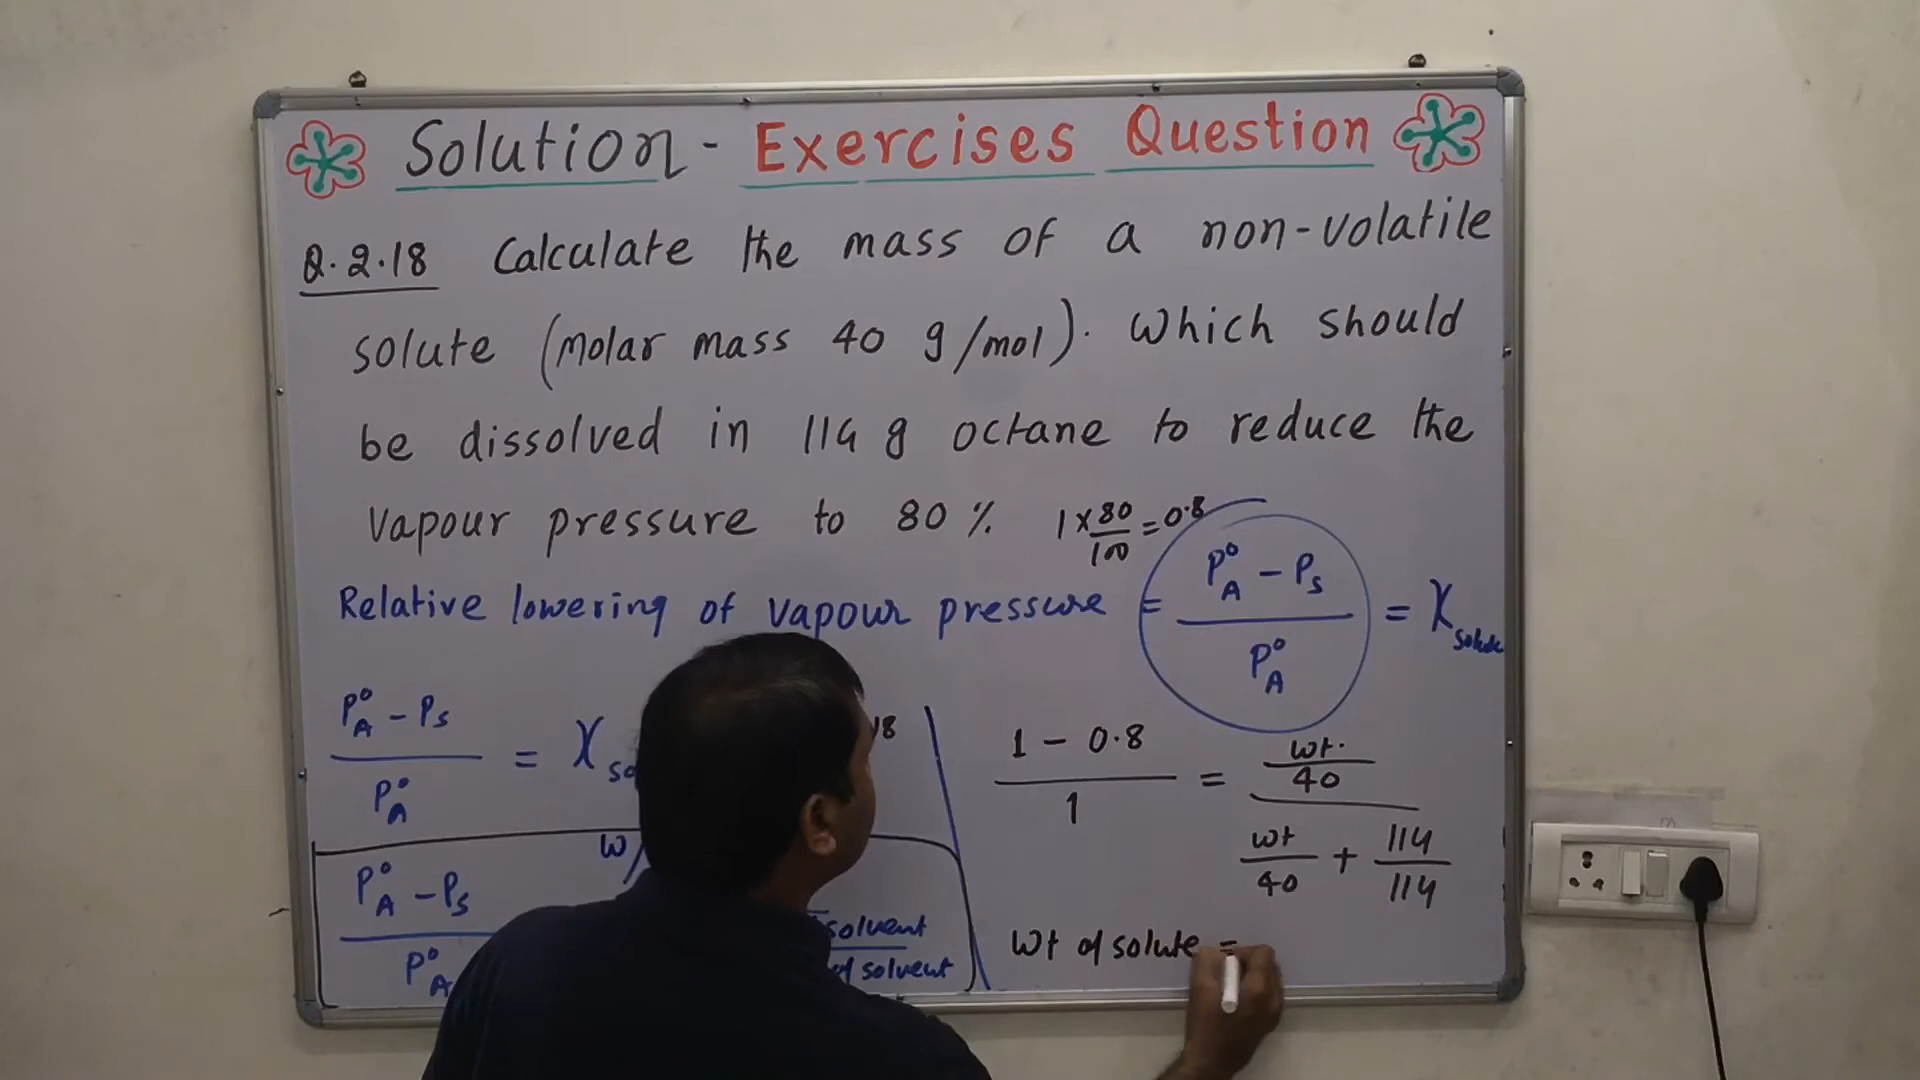 Solution - Exercises Question
Q.2.18 Calculate the mass of a non-volatile
solute (molar mass 40 g/mol). Which should
be dissolved in 114 g octane to reduce the
vapour pressure to 80 % 1 × 80/100 = 0.8
Relative lowering of vapour pressure = (P°A - Ps)/P°A = Xsolute
(P°A - Ps)/P°A = X
(1 - 0.8)/1 = (wt./40)/(wt/40 + 114/114)
(P°A - Ps)/P°A
w/
solvent
of solvent
wt of solute =